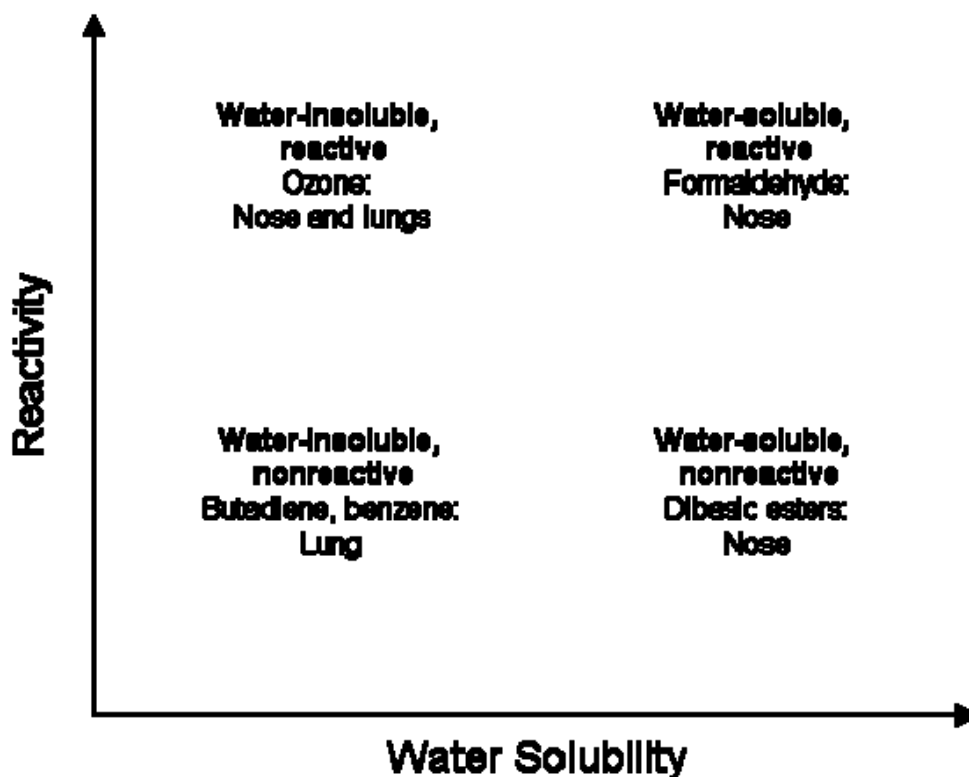 Water-insoluble,
reactive
Ozone:
Nose and lungs
Water-soluble,
reactive
Formaldehyde:
Nose
Reactivity
Water-insoluble,
nonreactive
Butadiene, benzene:
Lung
Water-soluble,
nonreactive
Dibasic esters:
Nose
Water Solubility